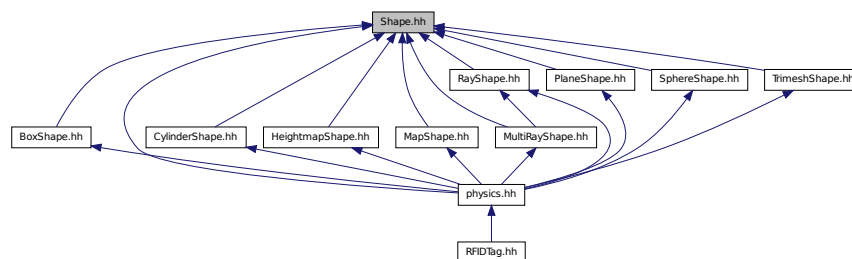 Shape.hh
RayShape.hh
PlaneShape.hh
SphereShape.hh
TrimeshShape.hh
BoxShape.hh
CylinderShape.hh
HeightmapShape.hh
MapShape.hh
MultiRayShape.hh
physics.hh
RFIDTag.hh